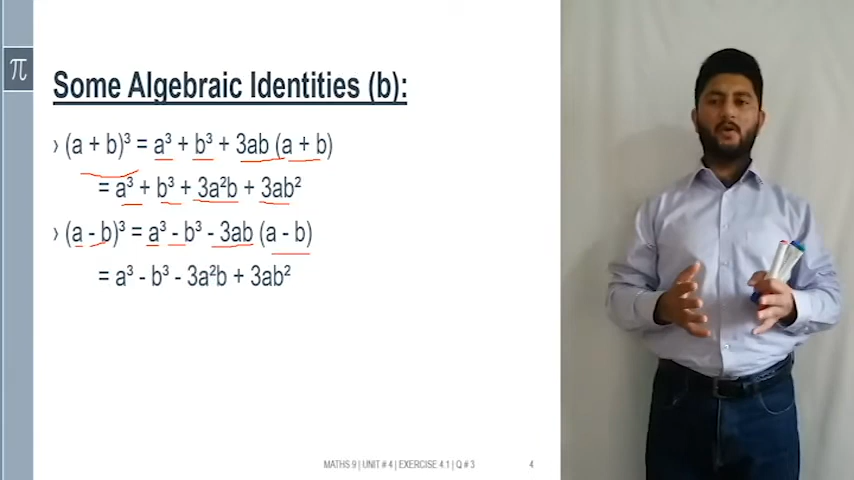 π
Some Algebraic Identities (b):
› (a + b)³ = a³ + b³ + 3ab (a + b)
= a³ + b³ + 3a²b + 3ab²
› (a - b)³ = a³ - b³ - 3ab (a - b)
= a³ - b³ - 3a²b + 3ab²
MATHS 9 | UNIT # 4 | EXERCISE 4.1 | Q # 3 4